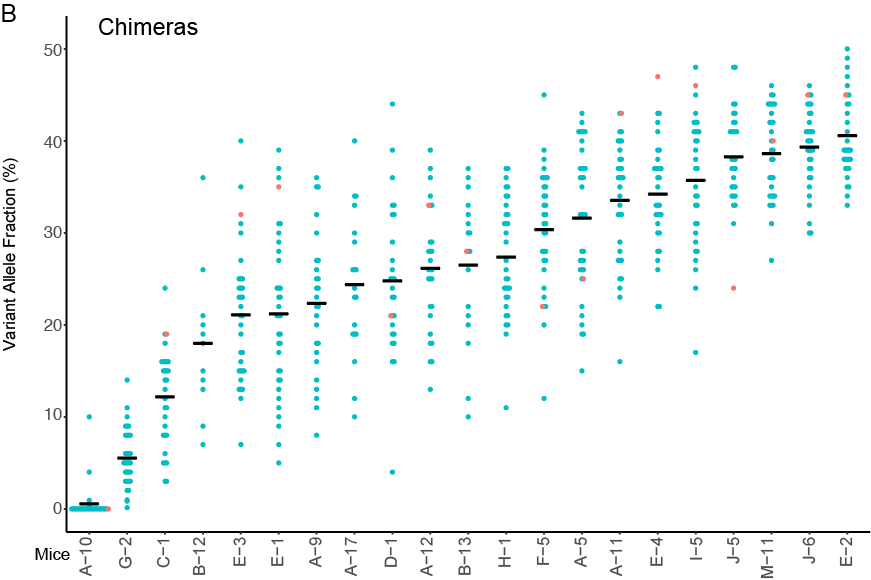 B
Chimeras
Variant Allele Fraction (%)
50
40
30
20
10
0
Mice
A-10
G-2
C-1
B-12
E-3
E-1
A-9
A-17
D-1
A-12
B-13
H-1
F-5
A-5
A-11
E-4
I-5
J-5
M-11
J-6
E-2